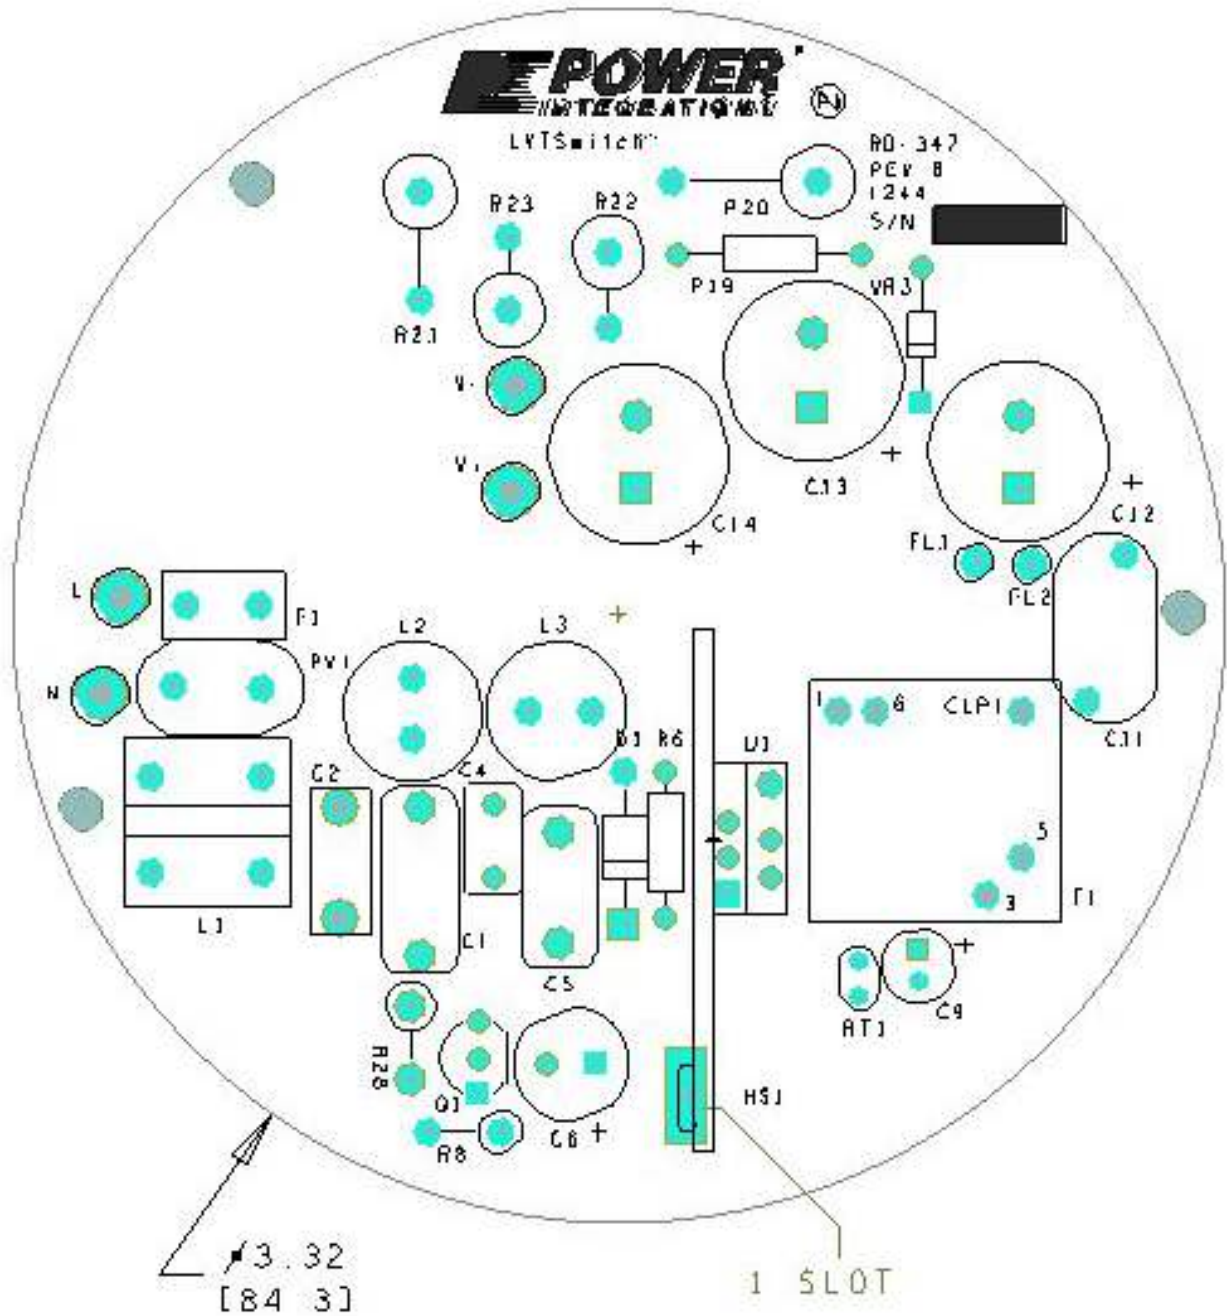 POWER
INTEGRATIONS
LYTSwitch™
RD-347
REV B
1244
S/N
R23
R22
R20
R19
VR3
R21
V-
V+
C14
C13
C12
FL1
FL2
L
F1
N
RV1
L2
L3
1
6
CLP1
C11
C2
C4
D1
R6
U1
5
3
T1
L1
C1
C5
RT1
C9
R28
Q1
R8
C6
HS1
3.32
[84 3]
1 SLOT